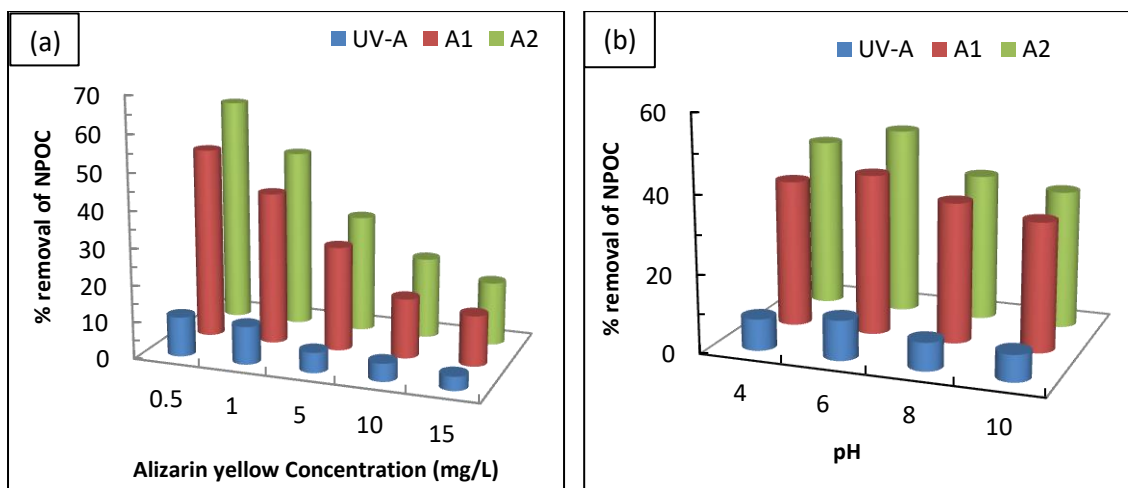 (a)
UV-A A1 A2
% removal of NPOC
70
60
50
40
30
20
10
0
0.5 1 5 10 15
Alizarin yellow Concentration (mg/L)
(b)
UV-A A1 A2
% removal of NPOC
60
40
20
0
4 6 8 10
pH